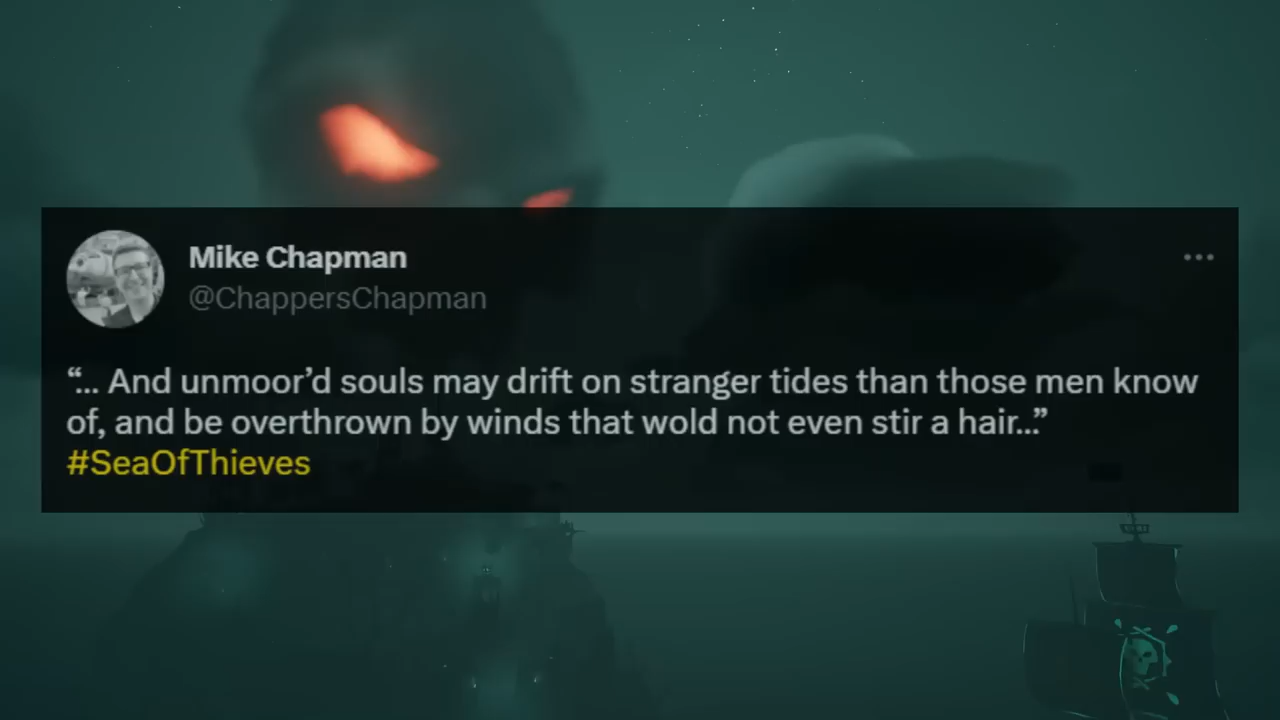 Mike Chapman
@ChappersChapman
“... And unmoor’d souls may drift on stranger tides than those men know
of, and be overthrown by winds that wold not even stir a hair...”
#SeaOfThieves